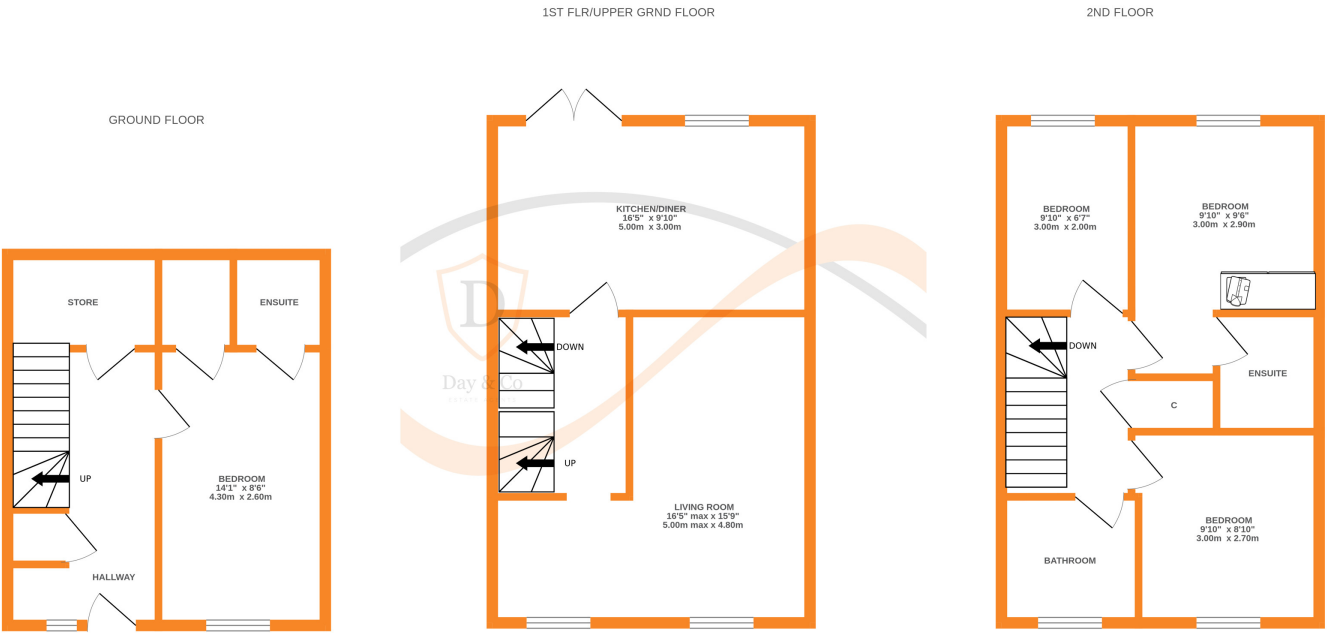 1ST FLR/UPPER GRND FLOOR
2ND FLOOR
GROUND FLOOR
STORE
ENSUITE
UP
BEDROOM
14'1" x 8'6"
4.30m x 2.60m
HALLWAY
KITCHEN/DINER
16'5" x 9'10"
5.00m x 3.00m
D
Day & Co
DOWN
UP
LIVING ROOM
16'5" max x 15'9"
5.00m max x 4.80m
BEDROOM
9'10" x 6'7"
3.00m x 2.00m
BEDROOM
9'10" x 9'6"
3.00m x 2.90m
DOWN
ENSUITE
C
BEDROOM
9'10" x 8'10"
3.00m x 2.70m
BATHROOM